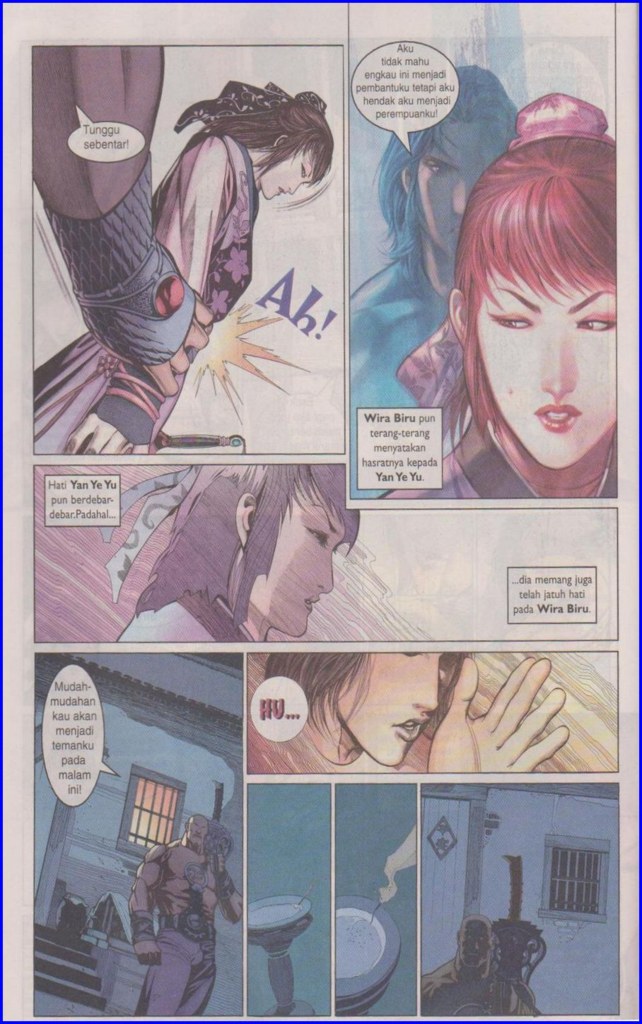 Tunggu
sebentar!
Ah!
Aku
tidak mahu
engkau ini menjadi
pembantuku tetapi aku
hendak aku menjadi
perempuanku!
Wira Biru pun
terang-terang
menyatakan
hasratnya kepada
Yan Ye Yu.
Hati Yan Ye Yu
pun berdebar-
debar.Padahal...
...dia memang juga
telah jatuh hati
pada Wira Biru.
Mudah-
mudahan
kau akan
menjadi
temanku
pada
malam
ini!
AU...